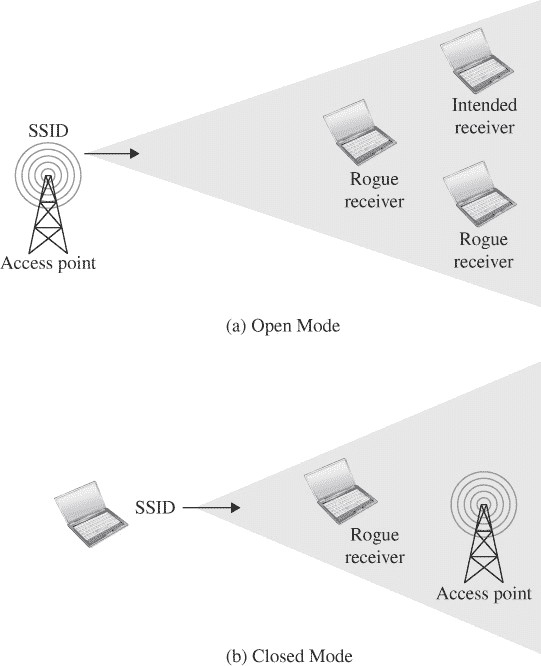 SSID
Access point
Intended
receiver
Rogue
receiver
Rogue
receiver
(a) Open Mode
SSID
Rogue
receiver
Access point
(b) Closed Mode